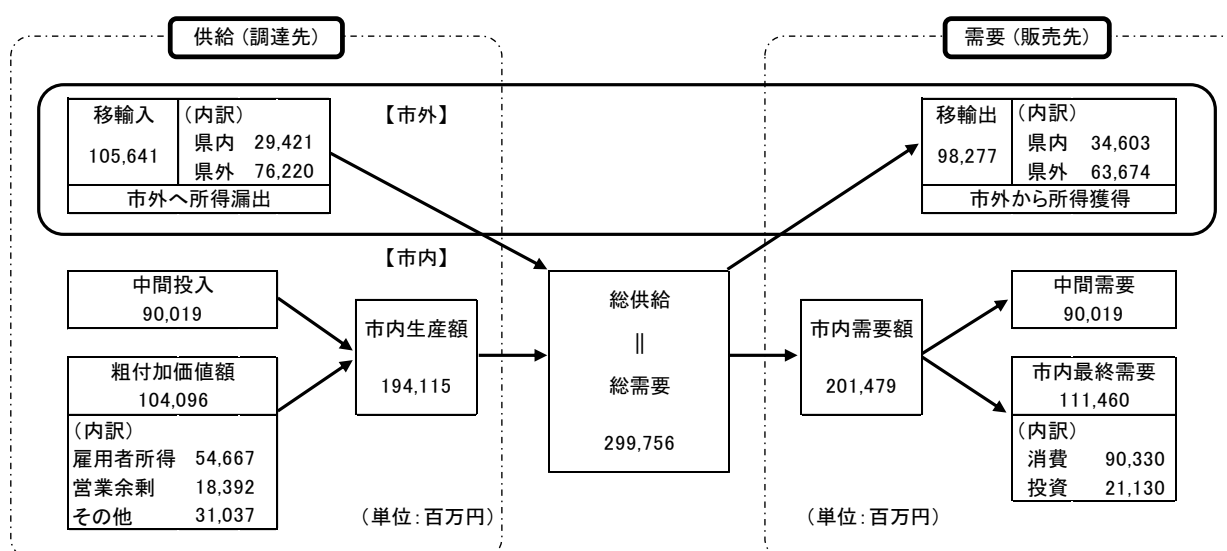 供給（調達先）
需要（販売先）
【市外】
移輸入
105,641
（内訳）
県内 29,421
県外 76,220
市外へ所得漏出
移輸出
98,277
（内訳）
県内 34,603
県外 63,674
市外から所得獲得
【市内】
中間投入
90,019
粗付加価値額
104,096
（内訳）
雇用者所得 54,667
営業余剰 18,392
その他 31,037
市内生産額
194,115
（単位：百万円）
総供給
||
総需要
299,756
市内需要額
201,479
（単位：百万円）
中間需要
90,019
市内最終需要
111,460
（内訳）
消費 90,330
投資 21,130